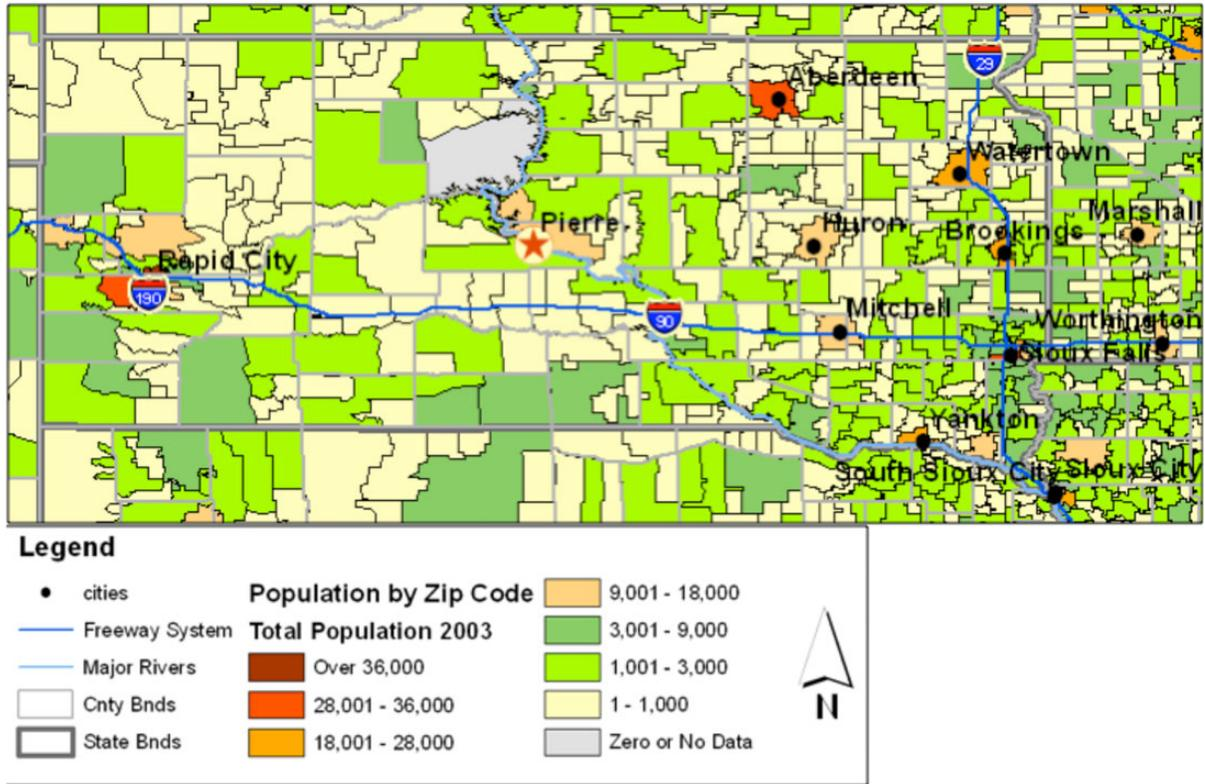 Aberdeen
29
Watertown
Marshall
Pierre
Huron
Brookings
Rapid City
190
90
Mitchell
Worthington
Sioux Falls
Yankton
South Sioux City
Sioux City
Legend
cities
Freeway System
Major Rivers
Cnty Bnds
State Bnds
Population by Zip Code
Total Population 2003
Over 36,000
28,001 - 36,000
18,001 - 28,000
9,001 - 18,000
3,001 - 9,000
1,001 - 3,000
1 - 1,000
Zero or No Data
N